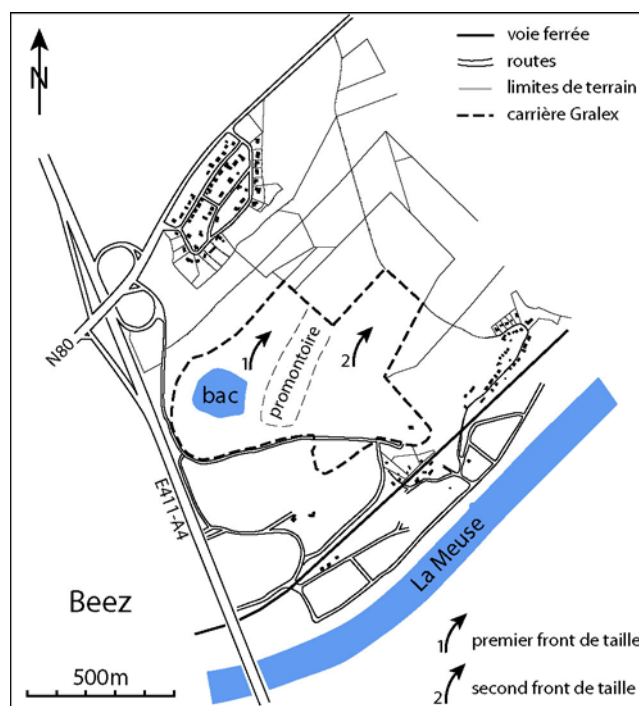 N
voie ferrée
routes
limites de terrain
carrière Gralex
N80
1
2
promontoire
bac
E411-A4
La Meuse
Beez
500m
1 premier front de taille
2 second front de taille